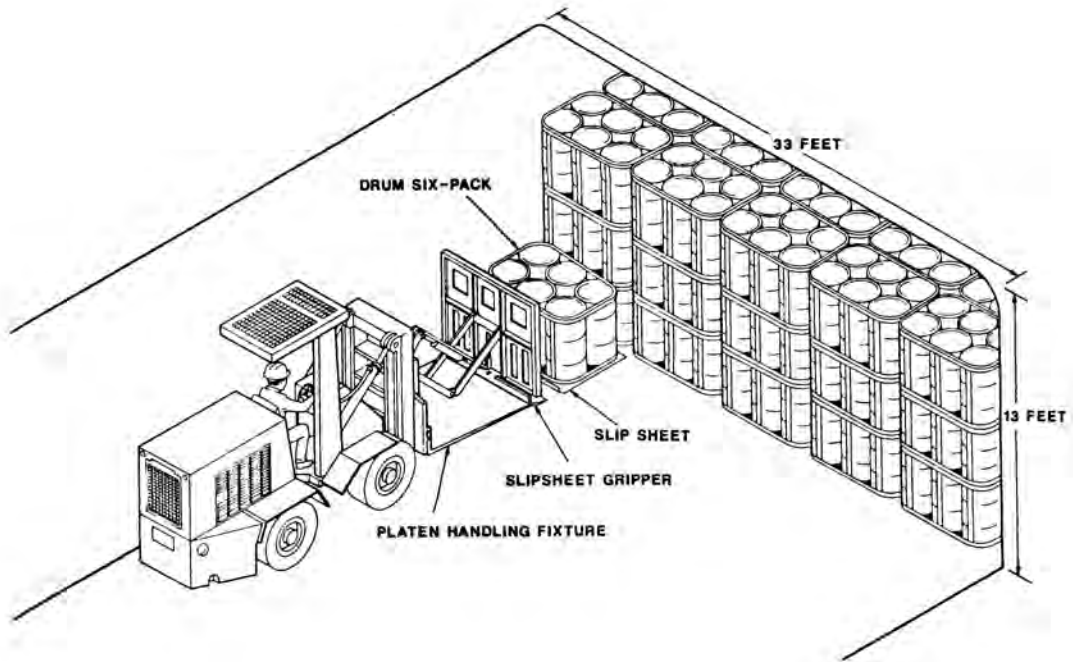 33 FEET
DRUM SIX-PACK
13 FEET
SLIP SHEET
SLIPSHEET GRIPPER
PLATEN HANDLING FIXTURE